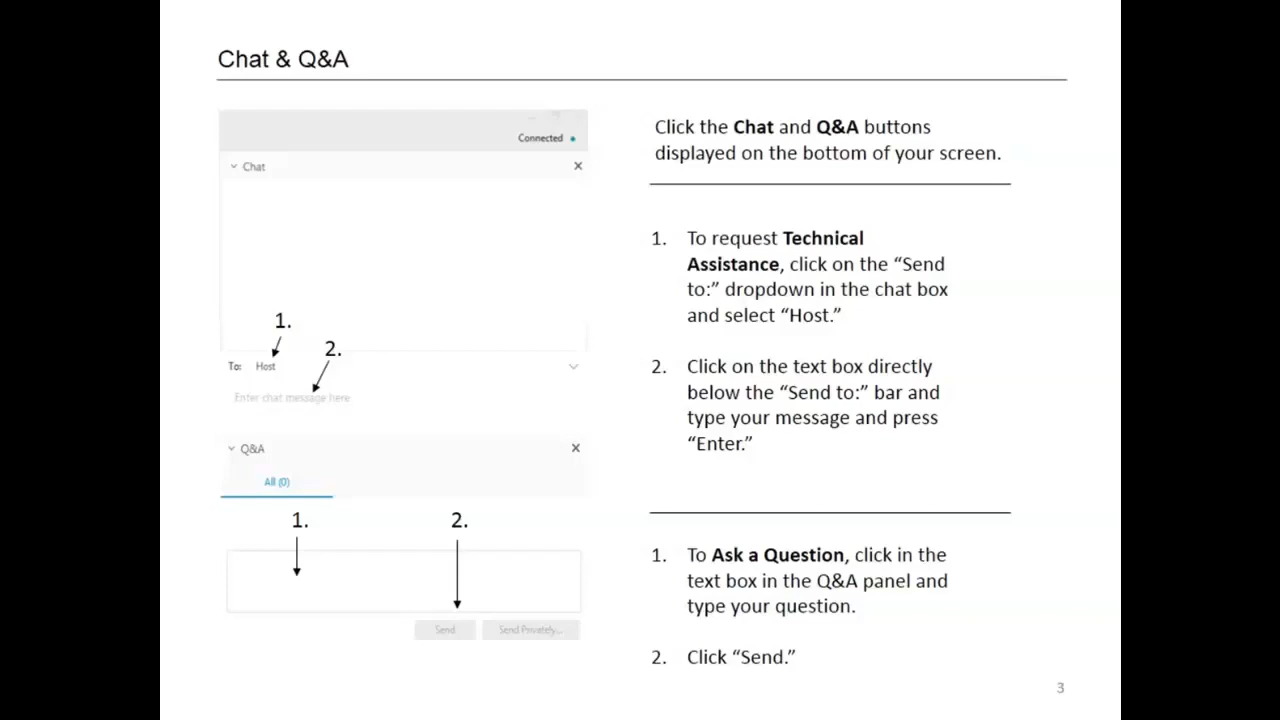 Chat & Q&A
Connected
Chat
1.
2.
To: Host
Enter chat message here
Q&A
All (0)
1. 2.
Send Send Privately...
Click the Chat and Q&A buttons
displayed on the bottom of your screen.
1. To request Technical
Assistance, click on the “Send
to:” dropdown in the chat box
and select “Host.”
2. Click on the text box directly
below the “Send to:” bar and
type your message and press
“Enter.”
1. To Ask a Question, click in the
text box in the Q&A panel and
type your question.
2. Click “Send.”
3